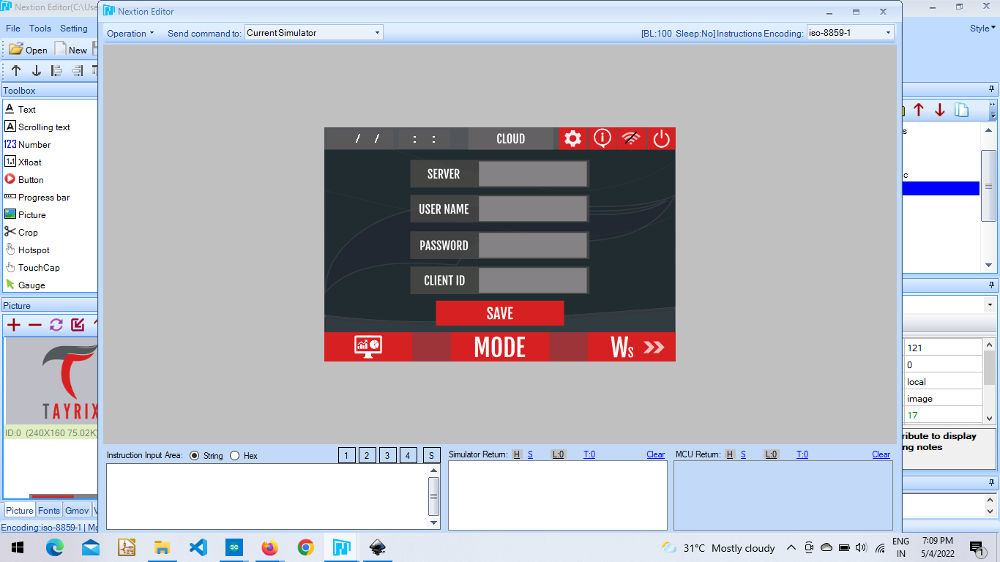 Nextion Editor(C:\Use
Nextion Editor
File Tools Setting
Operation Send command to: CurrentSimulator [BL:100 Sleep:No] Instructions Encoding: iso-8859-1
Style
Open New
Toolbox
Text
Scrolling text
Number
Xfloat
Button
Progress bar
Picture
Crop
Hotspot
TouchCap
Gauge
/ / : : CLOUD
SERVER
USER NAME
PASSWORD
CLIENT ID
SAVE
MODE Ws
Picture
TAYRIX
ID:0 (240X160 75.02K)
Picture Fonts Gmov V
Encoding:iso-8859-1 | Mo
Instruction Input Area: String Hex 1 2 3 4 S
Simulator Return: H S L:0 T:0 Clear
MCU Return: H S L:0 T:0 Clear
s
c
121
0
local
image
17
ribute to display
ng notes
31°C Mostly cloudy
ENG
IN
7:09 PM
5/4/2022
1